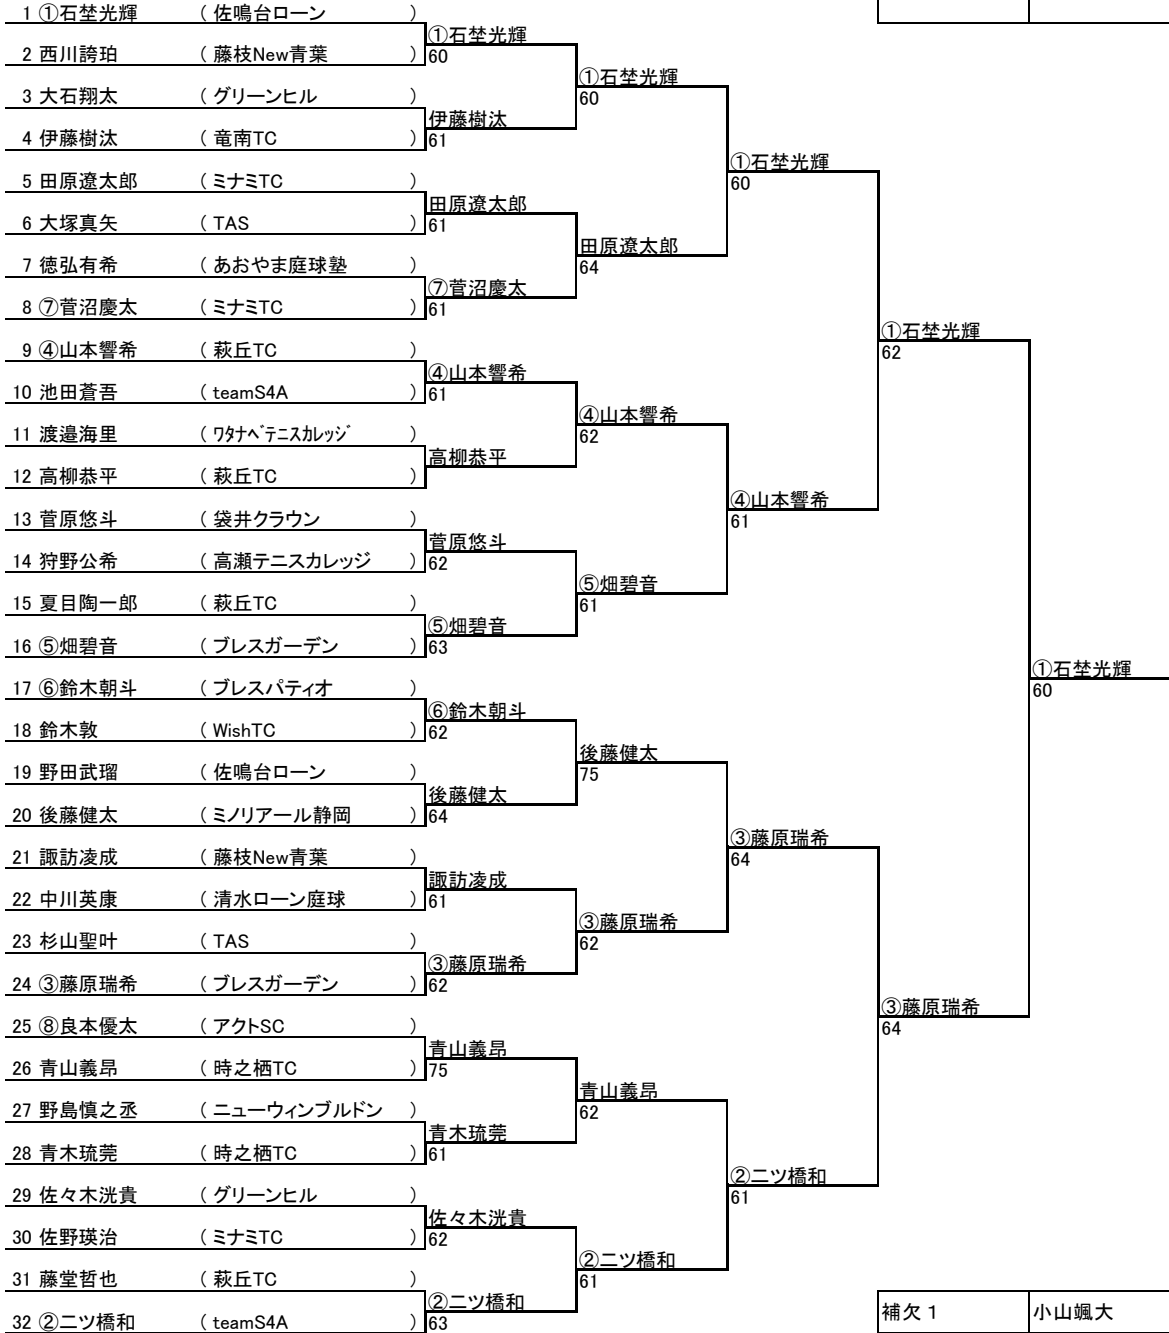 1 ①石埜光輝 ( 佐鳴台ローン )
2 西川誇珀 ( 藤枝New青葉 )
3 大石翔太 ( グリーンヒル )
4 伊藤樹汰 ( 竜南TC )
5 田原遼太郎 ( ミナミTC )
6 大塚真矢 ( TAS )
7 徳弘有希 ( あおやま庭球塾 )
8 ⑦菅沼慶太 ( ミナミTC )
9 ④山本響希 ( 萩丘TC )
10 池田蒼吾 ( teamS4A )
11 渡邉海里 ( ﾜﾀﾅﾍﾞﾃﾆｽｶﾚｯｼﾞ )
12 高柳恭平 ( 萩丘TC )
13 菅原悠斗 ( 袋井クラウン )
14 狩野公希 ( 高瀬テニスカレッジ )
15 夏目陶一郎 ( 萩丘TC )
16 ⑤畑碧音 ( ブレスガーデン )
17 ⑥鈴木朝斗 ( ブレスパティオ )
18 鈴木敦 ( WishTC )
19 野田武瑠 ( 佐鳴台ローン )
20 後藤健太 ( ミノリアール静岡 )
21 諏訪凌成 ( 藤枝New青葉 )
22 中川英康 ( 清水ローン庭球 )
23 杉山聖叶 ( TAS )
24 ③藤原瑞希 ( ブレスガーデン )
25 ⑧良本優太 ( アクトSC )
26 青山義昂 ( 時之栖TC )
27 野島慎之丞 ( ニューウィンブルドン )
28 青木琉莞 ( 時之栖TC )
29 佐々木洸貴 ( グリーンヒル )
30 佐野瑛治 ( ミナミTC )
31 藤堂哲也 ( 萩丘TC )
32 ②二ツ橋和 ( teamS4A )
①石埜光輝
60
伊藤樹汰
61
田原遼太郎
61
⑦菅沼慶太
61
④山本響希
61
高柳恭平
菅原悠斗
62
⑤畑碧音
63
⑥鈴木朝斗
62
後藤健太
64
諏訪凌成
61
③藤原瑞希
62
青山義昂
75
青木琉莞
61
佐々木洸貴
62
②二ツ橋和
63
①石埜光輝
60
田原遼太郎
64
④山本響希
62
⑤畑碧音
61
後藤健太
75
③藤原瑞希
62
青山義昂
62
②二ツ橋和
61
①石埜光輝
60
④山本響希
61
③藤原瑞希
64
②二ツ橋和
61
①石埜光輝
62
③藤原瑞希
64
①石埜光輝
60
補欠 1 小山颯大